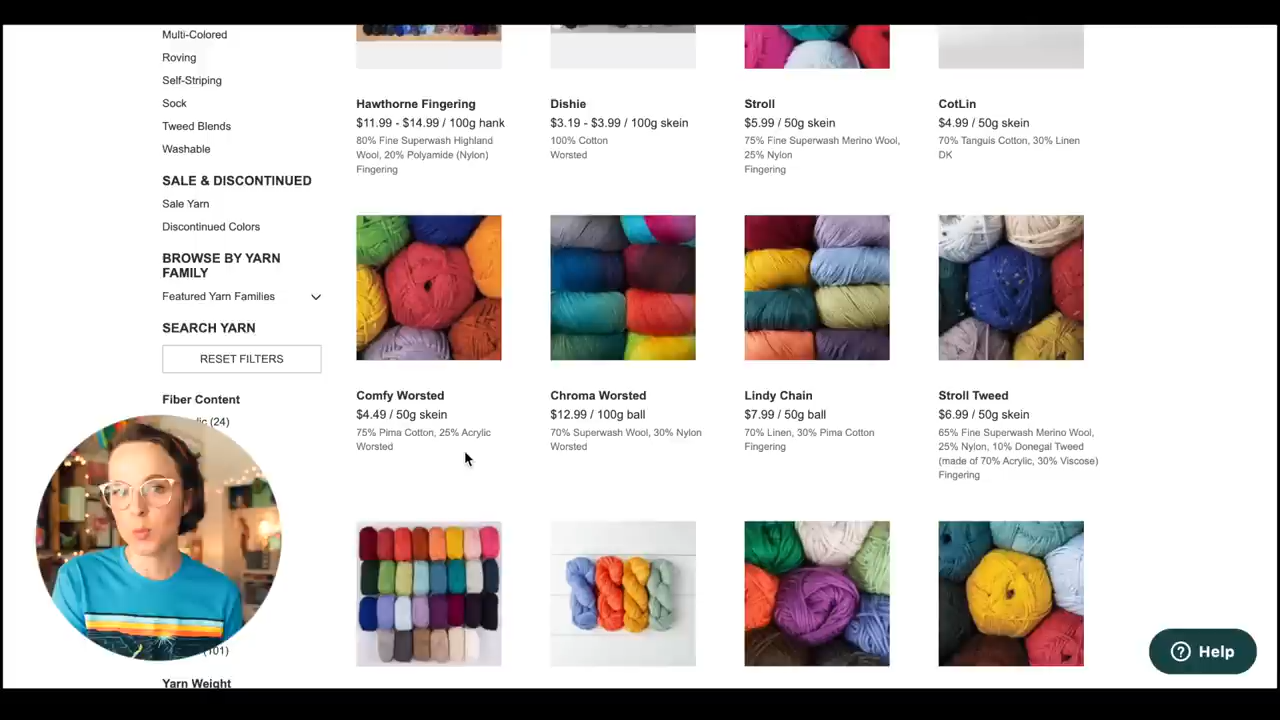 Multi-Colored
Roving
Self-Striping
Sock
Tweed Blends
Washable
SALE & DISCONTINUED
Sale Yarn
Discontinued Colors
BROWSE BY YARN
FAMILY
Featured Yarn Families
SEARCH YARN
RESET FILTERS
Fiber Content
(24)
(101)
Yarn Weight
Hawthorne Fingering
$11.99 - $14.99 / 100g hank
80% Fine Superwash Highland
Wool, 20% Polyamide (Nylon)
Fingering
Dishie
$3.19 - $3.99 / 100g skein
100% Cotton
Worsted
Stroll
$5.99 / 50g skein
75% Fine Superwash Merino Wool,
25% Nylon
Fingering
CotLin
$4.99 / 50g skein
70% Tanguis Cotton, 30% Linen
DK
Comfy Worsted
$4.49 / 50g skein
75% Pima Cotton, 25% Acrylic
Worsted
Chroma Worsted
$12.99 / 100g ball
70% Superwash Wool, 30% Nylon
Worsted
Lindy Chain
$7.99 / 50g ball
70% Linen, 30% Pima Cotton
Fingering
Stroll Tweed
$6.99 / 50g skein
65% Fine Superwash Merino Wool,
25% Nylon, 10% Donegal Tweed
(made of 70% Acrylic, 30% Viscose)
Fingering
Help